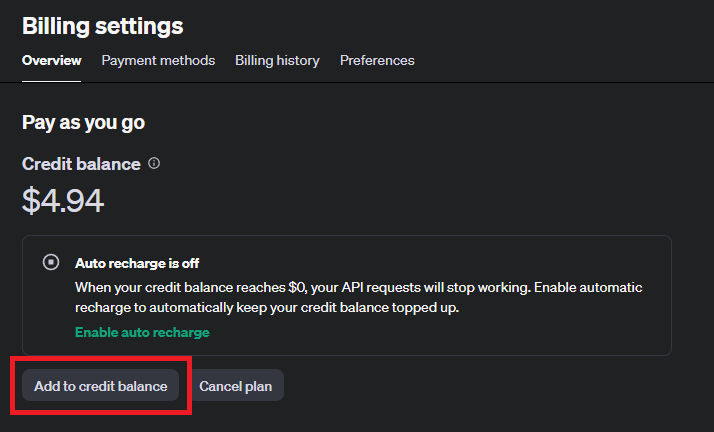 Billing settings
Overview Payment methods Billing history Preferences
Pay as you go
Credit balance
$4.94
Auto recharge is off
When your credit balance reaches $0, your API requests will stop working. Enable automatic
recharge to automatically keep your credit balance topped up.
Enable auto recharge
Add to credit balance Cancel plan